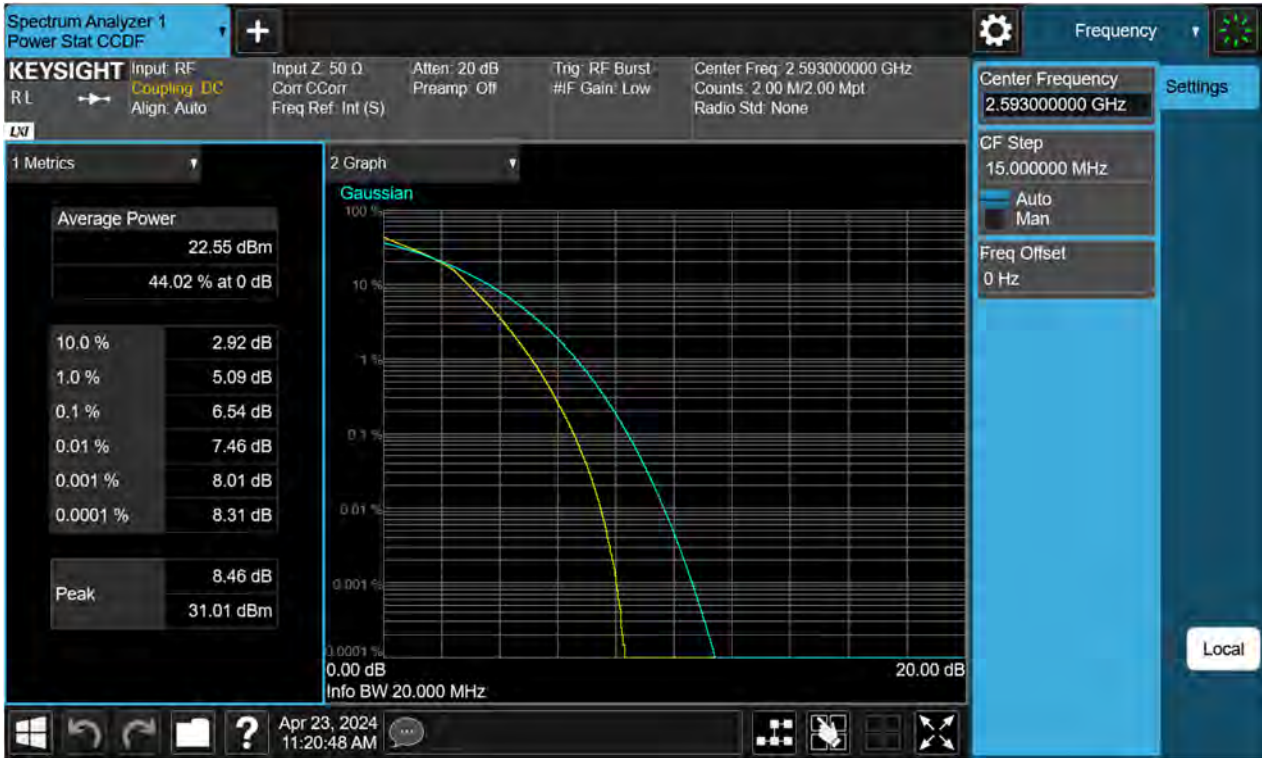 Spectrum Analyzer 1
Power Stat CCDF
Frequency
KEYSIGHT
R L
LXI
Input: RF
Coupling: DC
Align: Auto
Input Z: 50 Ω
Corr CCorr
Freq Ref: Int (S)
Atten: 20 dB
Preamp: Off
Trig: RF Burst
#IF Gain: Low
Center Freq: 2.593000000 GHz
Counts: 2.00 M/2.00 Mpt
Radio Std: None
Center Frequency
2.593000000 GHz
Settings
CF Step
15.000000 MHz
Auto
Man
Freq Offset
0 Hz
1 Metrics
Average Power
22.55 dBm
44.02 % at 0 dB
10.0 % 2.92 dB
1.0 % 5.09 dB
0.1 % 6.54 dB
0.01 % 7.46 dB
0.001 % 8.01 dB
0.0001 % 8.31 dB
Peak
8.46 dB
31.01 dBm
2 Graph
Gaussian
100 %
10 %
1 %
0.1 %
0.01 %
0.001 %
0.0001 %
0.00 dB 20.00 dB
Info BW 20.000 MHz
Local
?
Apr 23, 2024
11:20:48 AM